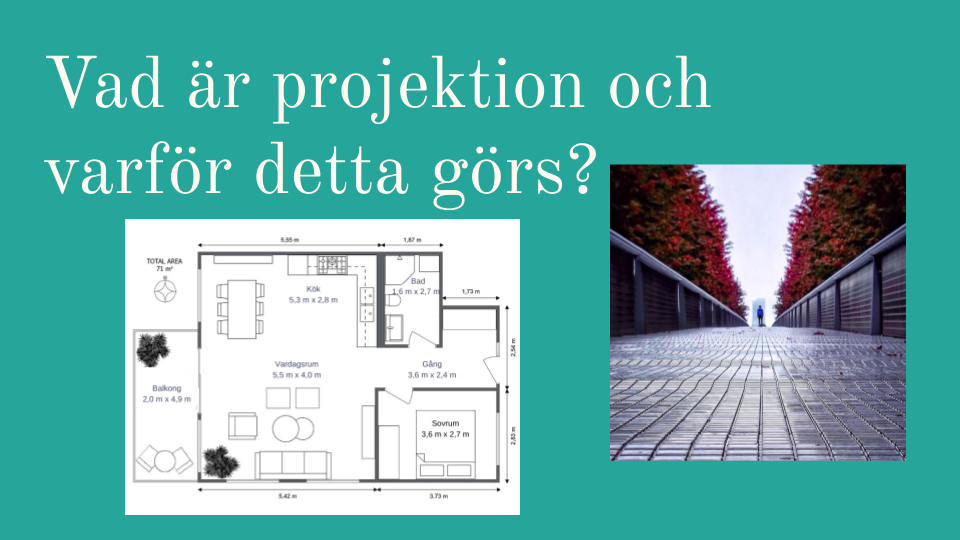 Vad är projektion och
varför detta görs?
5,55 m
1,87 m
TOTAL AREA
71 m²
Kök
5,3 m x 2,8 m
Bad
1,6 m x 2,7 m
1,73 m
2,54 m
Vardagsrum
5,5 m x 4,0 m
Gång
3,6 m x 2,4 m
Balkong
2,0 m x 4,9 m
Sovrum
3,6 m x 2,7 m
2,83 m
5,42 m
3,73 m